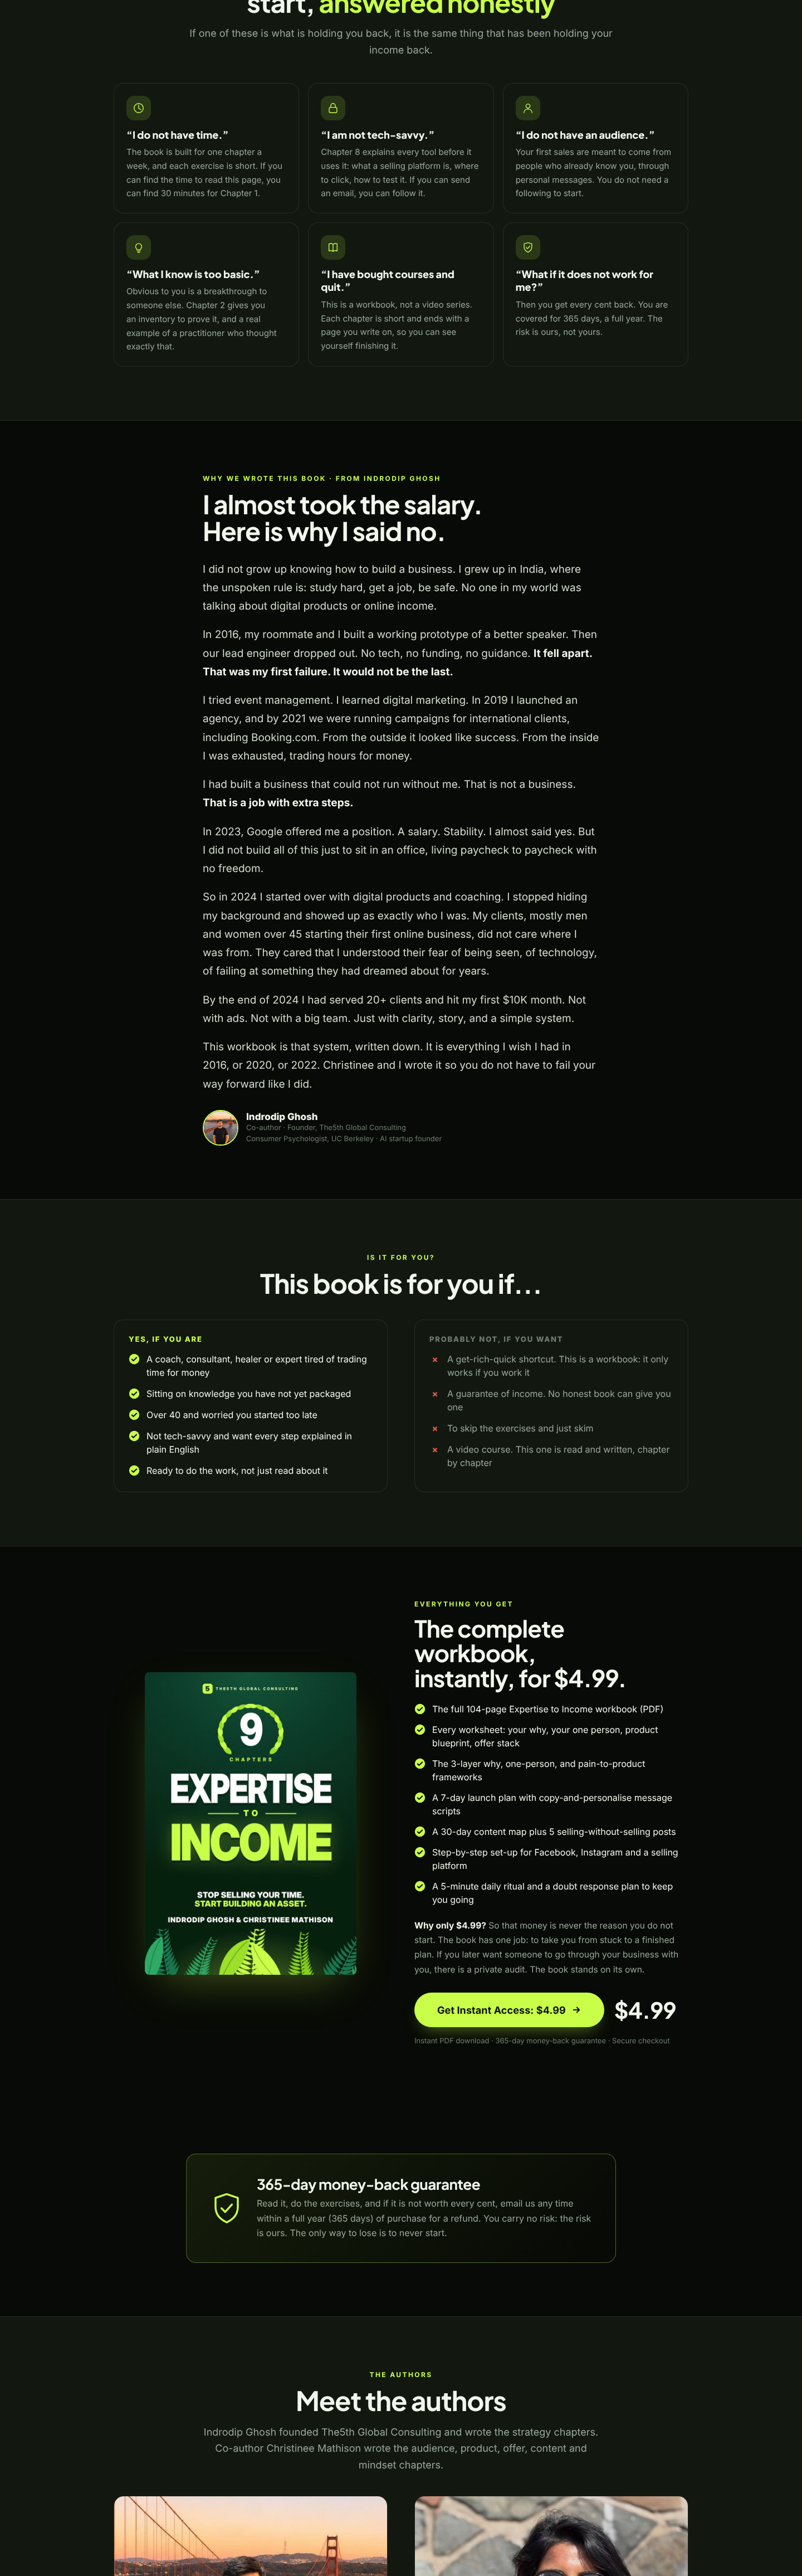 start, answered honestly
If one of these is what is holding you back, it is the same thing that has been holding your
income back.
“I do not have time.”
The book is built for one chapter a
week, and each exercise is short. If you
can find the time to read this page, you
can find 30 minutes for Chapter 1.
“I am not tech-savvy.”
Chapter 8 explains every tool before it
uses it: what a selling platform is, where
to click, how to test it. If you can send
an email, you can follow it.
“I do not have an audience.”
Your first sales are meant to come from
people who already know you, through
personal messages. You do not need a
following to start.
“What I know is too basic.”
Obvious to you is a breakthrough to
someone else. Chapter 2 gives you
an inventory to prove it, and a real
example of a practitioner who thought
exactly that.
“I have bought courses and
quit.”
This is a workbook, not a video series.
Each chapter is short and ends with a
page you write on, so you can see
yourself finishing it.
“What if it does not work for
me?”
Then you get every cent back. You are
covered for 365 days, a full year. The
risk is ours, not yours.
WHY WE WROTE THIS BOOK · FROM INDRODIP GHOSH
I almost took the salary.
Here is why I said no.
I did not grow up knowing how to build a business. I grew up in India, where
the unspoken rule is: study hard, get a job, be safe. No one in my world was
talking about digital products or online income.
In 2016, my roommate and I built a working prototype of a better speaker. Then
our lead engineer dropped out. No tech, no funding, no guidance. It fell apart.
That was my first failure. It would not be the last.
I tried event management. I learned digital marketing. In 2019 I launched an
agency, and by 2021 we were running campaigns for international clients,
including Booking.com. From the outside it looked like success. From the inside
I was exhausted, trading hours for money.
I had built a business that could not run without me. That is not a business.
That is a job with extra steps.
In 2023, Google offered me a position. A salary. Stability. I almost said yes. But
I did not build all of this just to sit in an office, living paycheck to paycheck with
no freedom.
So in 2024 I started over with digital products and coaching. I stopped hiding
my background and showed up as exactly who I was. My clients, mostly men
and women over 45 starting their first online business, did not care where I
was from. They cared that I understood their fear of being seen, of technology,
of failing at something they had dreamed about for years.
By the end of 2024 I had served 20+ clients and hit my first $10K month. Not
with ads. Not with a big team. Just with clarity, story, and a simple system.
This workbook is that system, written down. It is everything I wish I had in
2016, or 2020, or 2022. Christinee and I wrote it so you do not have to fail your
way forward like I did.
Indrodip Ghosh
Co-author · Founder, The5th Global Consulting
Consumer Psychologist, UC Berkeley · AI startup founder
IS IT FOR YOU?
This book is for you if...
YES, IF YOU ARE
A coach, consultant, healer or expert tired of trading
time for money
Sitting on knowledge you have not yet packaged
Over 40 and worried you started too late
Not tech-savvy and want every step explained in
plain English
Ready to do the work, not just read about it
PROBABLY NOT, IF YOU WANT
A get-rich-quick shortcut. This is a workbook: it only
works if you work it
A guarantee of income. No honest book can give you
one
To skip the exercises and just skim
A video course. This one is read and written, chapter
by chapter
5 THE5TH GLOBAL CONSULTING
9
CHAPTERS
EXPERTISE
TO
INCOME
STOP SELLING YOUR TIME.
START BUILDING AN ASSET.
INDRODIP GHOSH & CHRISTINEE MATHISON
EVERYTHING YOU GET
The complete
workbook,
instantly, for $4.99.
The full 104-page Expertise to Income workbook (PDF)
Every worksheet: your why, your one person, product
blueprint, offer stack
The 3-layer why, one-person, and pain-to-product
frameworks
A 7-day launch plan with copy-and-personalise message
scripts
A 30-day content map plus 5 selling-without-selling posts
Step-by-step set-up for Facebook, Instagram and a selling
platform
A 5-minute daily ritual and a doubt response plan to keep
you going
Why only $4.99? So that money is never the reason you do not
start. The book has one job: to take you from stuck to a finished
plan. If you later want someone to go through your business with
you, there is a private audit. The book stands on its own.
Get Instant Access: $4.99 → $4.99
Instant PDF download · 365-day money-back guarantee · Secure checkout
365-day money-back guarantee
Read it, do the exercises, and if it is not worth every cent, email us any time
within a full year (365 days) of purchase for a refund. You carry no risk: the risk
is ours. The only way to lose is to never start.
THE AUTHORS
Meet the authors
Indrodip Ghosh founded The5th Global Consulting and wrote the strategy chapters.
Co-author Christinee Mathison wrote the audience, product, offer, content and
mindset chapters.